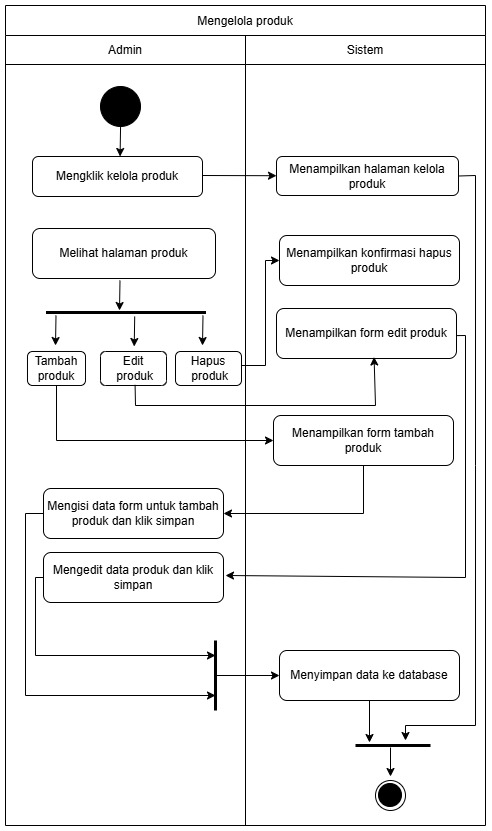 Mengelola produk
Admin
Sistem
Mengklik kelola produk
Menampilkan halaman kelola
produk
Melihat halaman produk
Menampilkan konfirmasi hapus
produk
Menampilkan form edit produk
Tambah
produk
Edit
produk
Hapus
produk
Menampilkan form tambah
produk
Mengisi data form untuk tambah
produk dan klik simpan
Mengedit data produk dan klik
simpan
Menyimpan data ke database